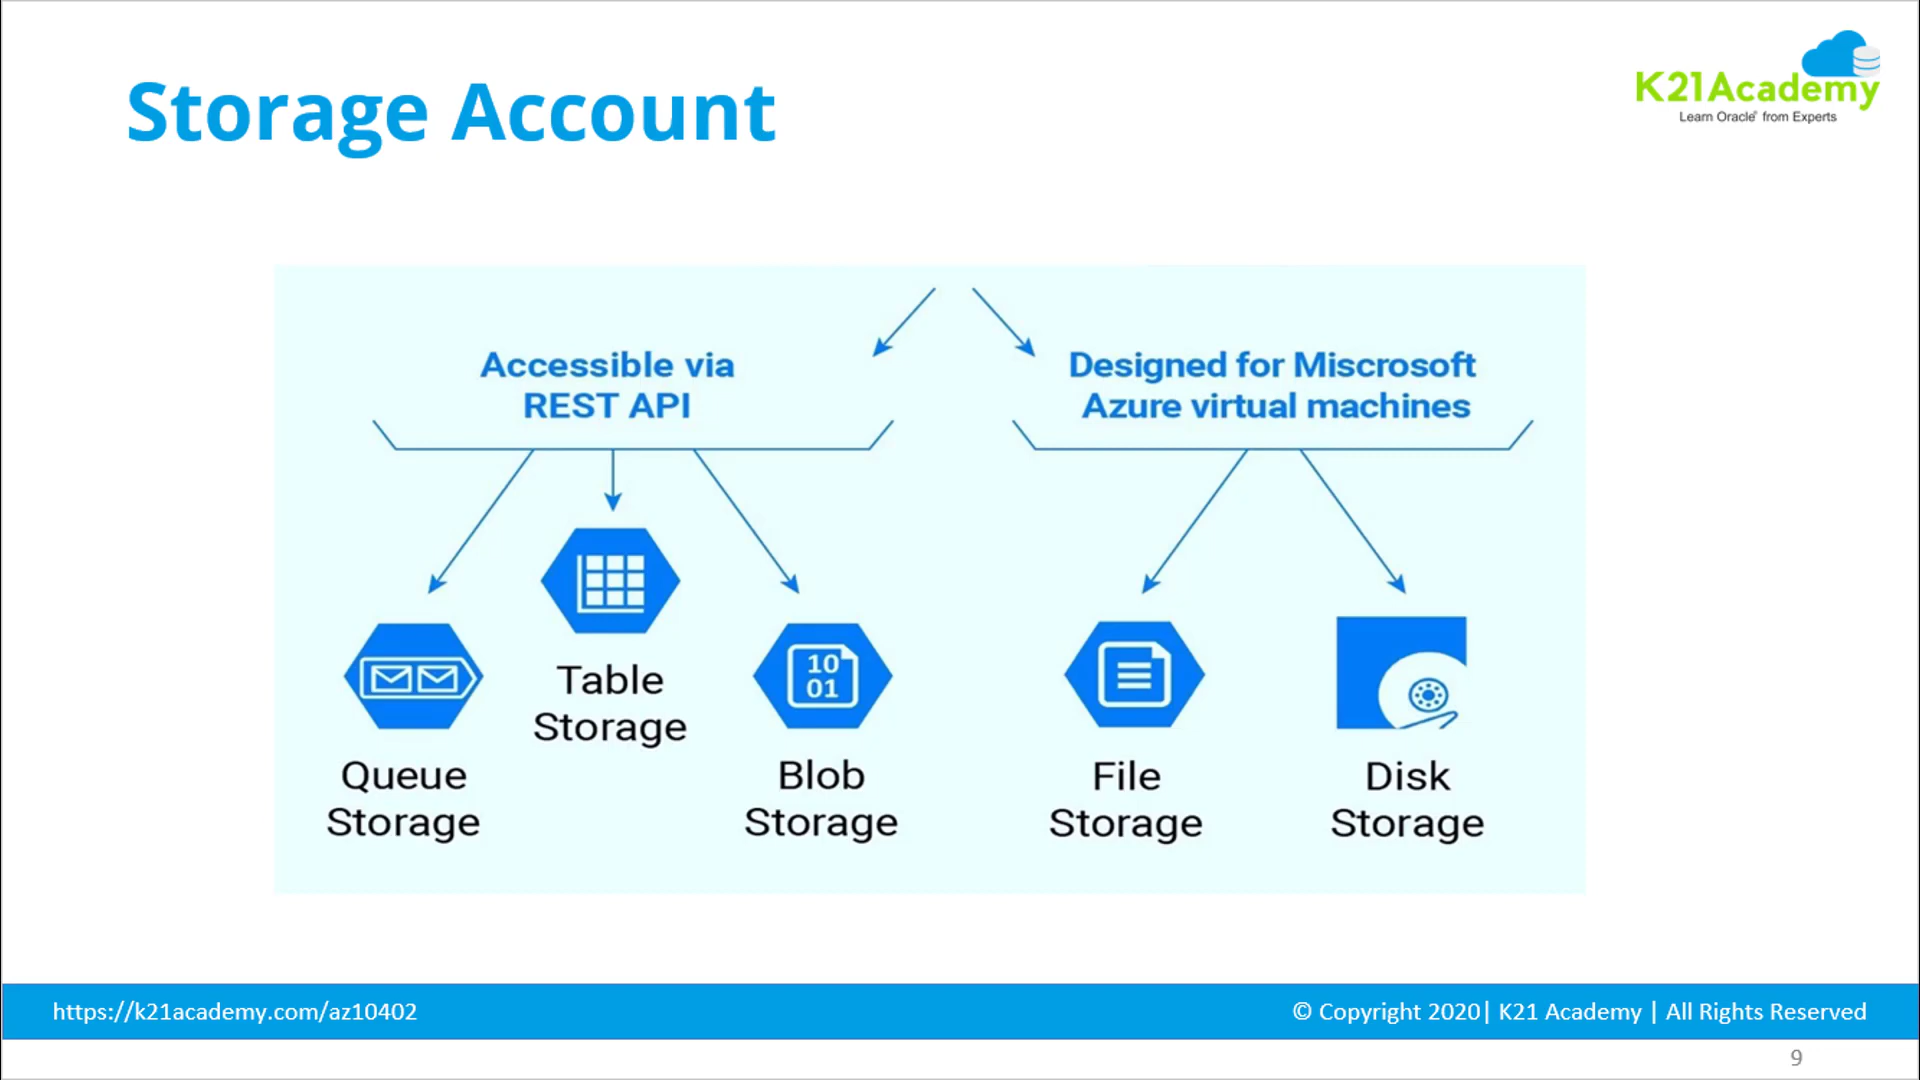 Storage Account
K21Academy
Learn Oracle® from Experts
Accessible via
REST API
Designed for Miscrosoft
Azure virtual machines
Queue
Storage
Table
Storage
10
01
Blob
Storage
File
Storage
Disk
Storage
https://k21academy.com/az10402
© Copyright 2020| K21 Academy | All Rights Reserved
9